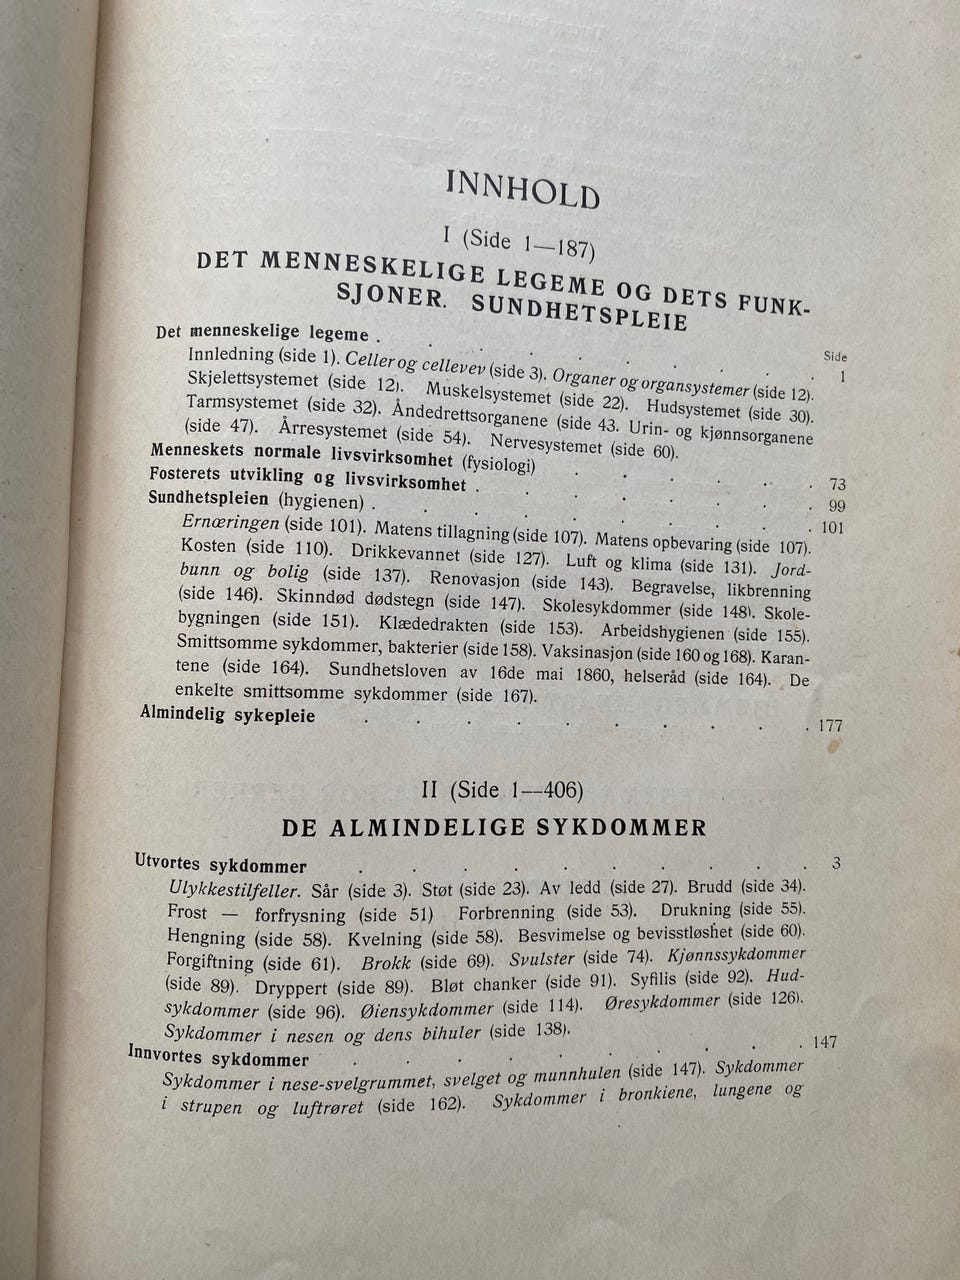 INNHOLD
I (Side 1—187)
DET MENNESKELIGE LEGEME OG DETS FUNK-
SJONER. SUNDHETSPLEIE
Side
Det menneskelige legeme . . . . . . . . 1
Innledning (side 1). Celler og cellevev (side 3). Organer og organsystemer (side 12).
Skjelettsystemet (side 12). Muskelsystemet (side 22). Hudsystemet (side 30).
Tarmsystemet (side 32). Åndedrettsorganene (side 43. Urin- og kjønnsorganene
(side 47). Årresystemet (side 54). Nervesystemet (side 60).
Menneskets normale livsvirksomhet (fysiologi) . . . . . 73
Fosterets utvikling og livsvirksomhet . . . . . . . 99
Sundhetspleien (hygienen) . . . . . . . . 101
Ernæringen (side 101). Matens tillagning (side 107). Matens opbevaring (side 107).
Kosten (side 110). Drikkevannet (side 127). Luft og klima (side 131). Jord-
bunn og bolig (side 137). Renovasjon (side 143). Begravelse, likbrenning
(side 146). Skinndød dødstegn (side 147). Skolesykdommer (side 148). Skole-
bygningen (side 151). Klædedrakten (side 153). Arbeidshygienen (side 155).
Smittsomme sykdommer, bakterier (side 158). Vaksinasjon (side 160 og 168). Karan-
tene (side 164). Sundhetsloven av 16de mai 1860, helseråd (side 164). De
enkelte smittsomme sykdommer (side 167).
Almindelig sykepleie . . . . . . . . . . 177
II (Side 1—406)
DE ALMINDELIGE SYKDOMMER
Utvortes sykdommer . . . . . . . . . . 3
Ulykkestilfeller. Sår (side 3). Støt (side 23). Av ledd (side 27). Brudd (side 34).
Frost — forfrysning (side 51) Forbrenning (side 53). Drukning (side 55).
Hengning (side 58). Kvelning (side 58). Besvimelse og bevisstløshet (side 60).
Forgiftning (side 61). Brokk (side 69). Svulster (side 74). Kjønnssykdommer
(side 89). Dryppert (side 89). Bløt chanker (side 91). Syfilis (side 92). Hud-
sykdommer (side 96). Øiensykdommer (side 114). Øresykdommer (side 126).
Sykdommer i nesen og dens bihuler (side 138).
Innvortes sykdommer . . . . . . . . . . 147
Sykdommer i nese-svelgrummet, svelget og munnhulen (side 147). Sykdommer
i strupen og luftrøret (side 162). Sykdommer i bronkiene, lungene og